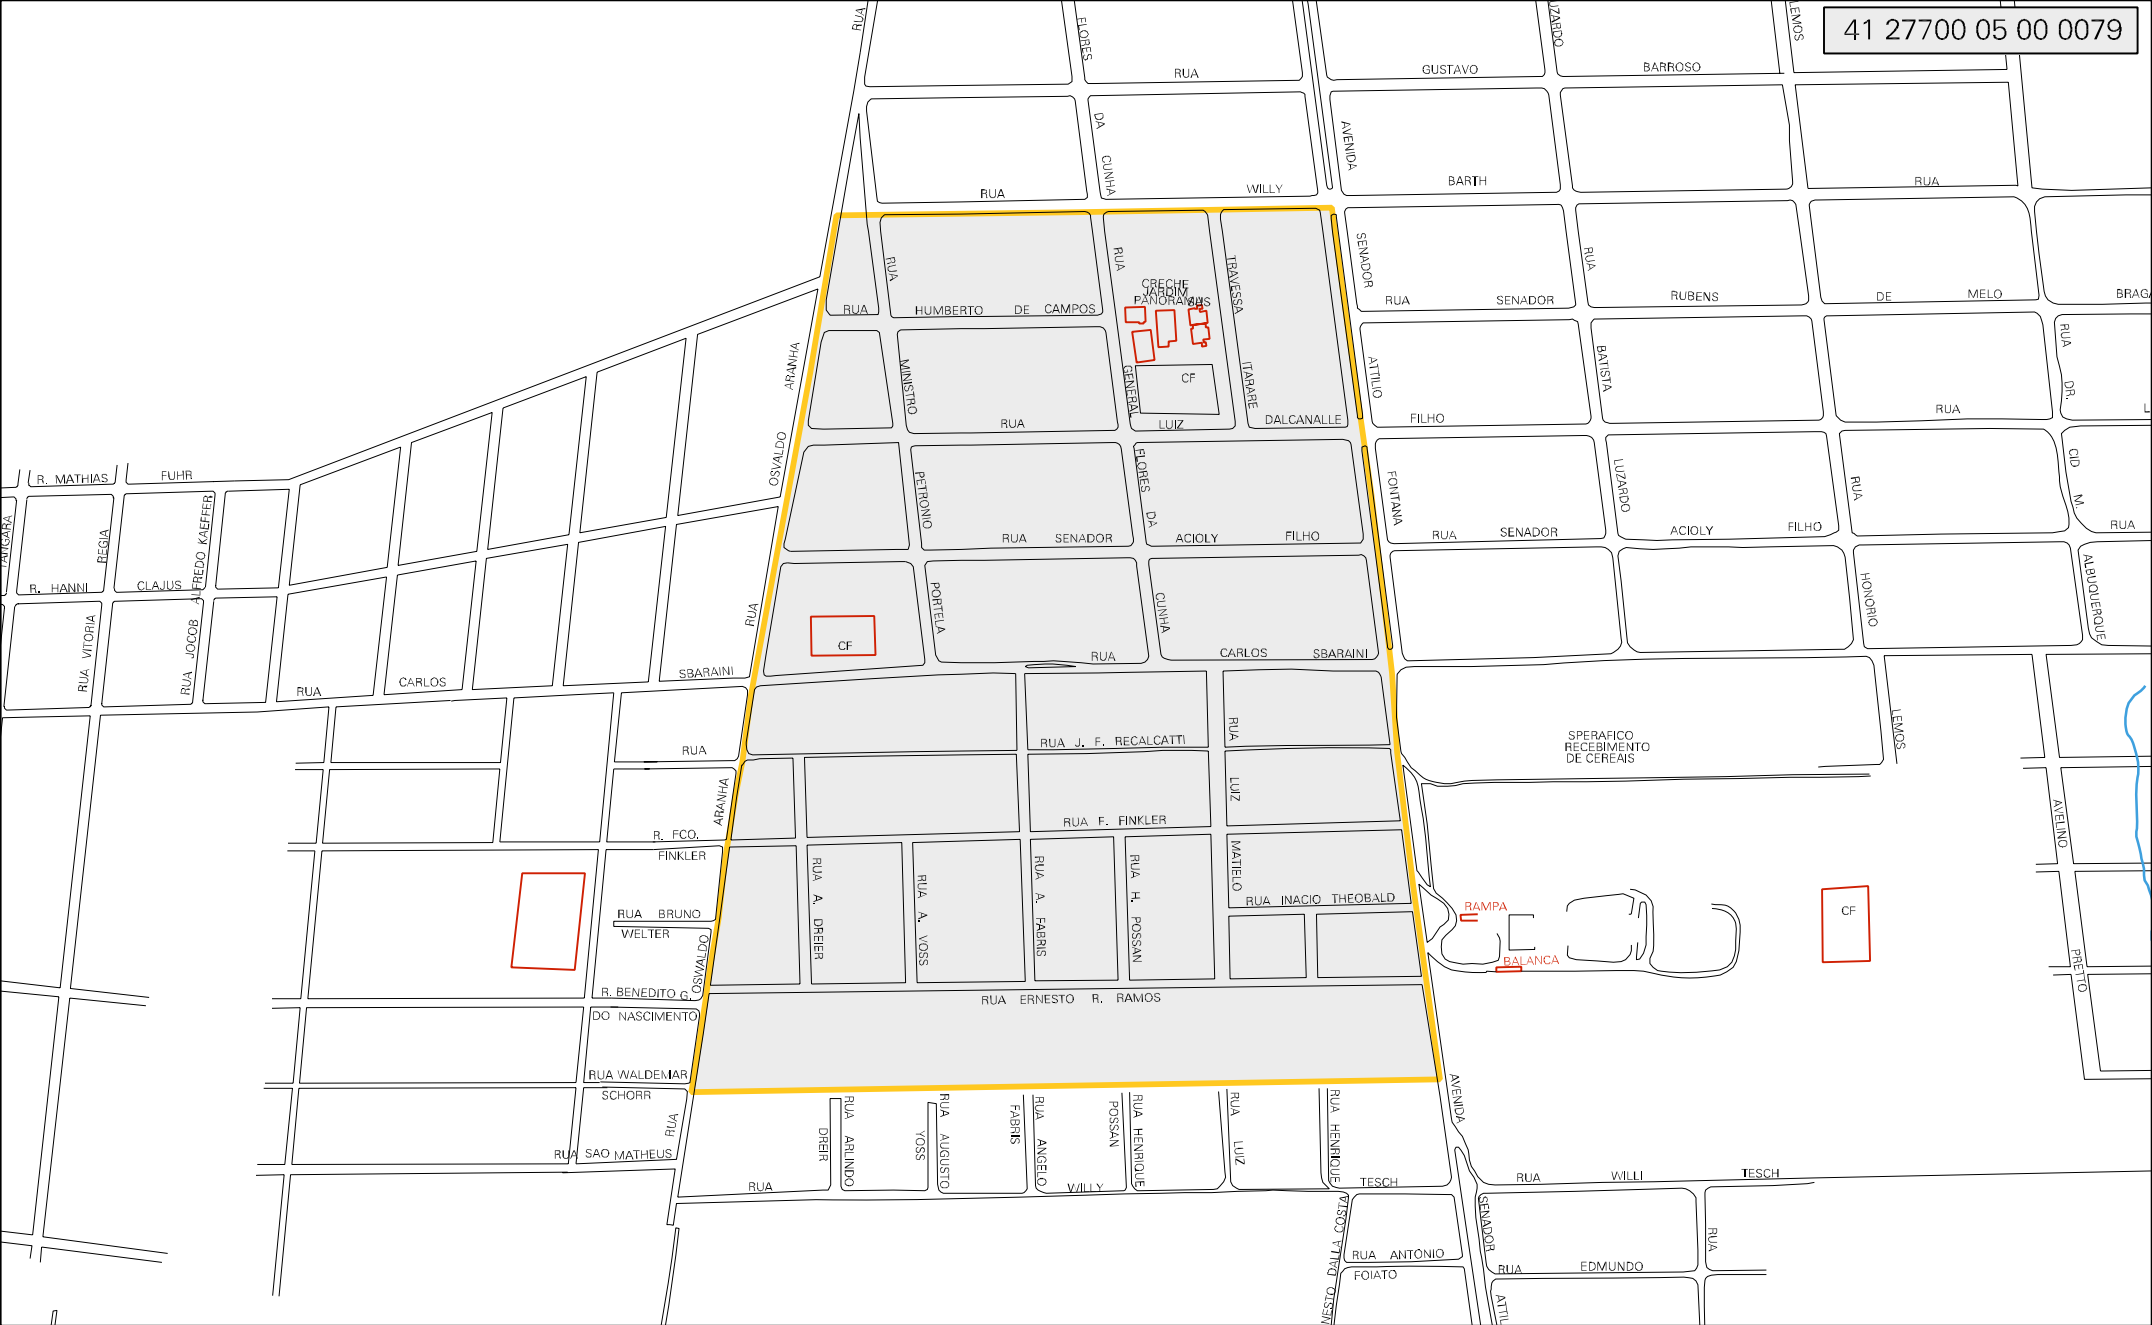 41 27700 05 00 0079
RUA
FLORES
LEMOS
RUA
GUSTAVO
BARROSO
DA
CUNHA
AVENIDA
RUA
WILLY
BARTH
RUA
RUA
RUA
TRAVESSA
SENADOR
RUA
CRECHE
JARDIM
PANORAMA
RUA
HUMBERTO
DE CAMPOS
RUA
SENADOR
RUBENS
DE
MELO
ARANHA
MINISTRO
GENERAL
CF
ITARARE
ATTILIO
BATISTA
RUA
DR.
RUA
LUIZ
DALCANALLE
FILHO
RUA
R. MATHIAS
FUHR
OSVALDO
PETRONIO
FLORES
DA
FONTANA
LUZARDO
RUA
CID
M.
REGIA
ALFREDO KAEFFER
RUA
SENADOR
ACIOLY
FILHO
RUA
SENADOR
ACIOLY
FILHO
RUA
R. HANNI
CLAJUS
RUA VITORIA
RUA JOCOB
RUA
CF
PORTELA
CUNHA
HONORIO
ALBUQUERQUE
RUA
CARLOS
SBARAINI
RUA
CARLOS
SBARAINI
RUA
RUA J. F. RECALCATTI
RUA
LEMOS
SPERAFICO
RECEBIMENTO
DE CEREAIS
ARANHA
LUIZ
AVELINO
R. FCO.
FINKLER
RUA F. FINKLER
RUA A. DREIER
RUA A. VOSS
RUA A. FABRIS
RUA H. POSSAN
MATIELO
RUA INACIO THEOBALD
RAMPA
CF
RUA BRUNO
WELTER
OSWALDO
BALANCA
PRETTO
R. BENEDITO G.
DO NASCIMENTO
RUA ERNESTO R. RAMOS
RUA WALDEMAR
SCHORR
RUA
AVENIDA
DREIR
RUA ARLINDO
YOSS
RUA AUGUSTO
FABRIS
RUA ANGELO
POSSAN
RUA HENRIQUE
RUA LUIZ
RUA HENRIQUE
RUA SAO MATHEUS
RUA
WILLY
TESCH
RUA
WILLI
TESCH
SENADOR
RUA
RUA ANTONIO
FOIATO
RUA
EDMUNDO